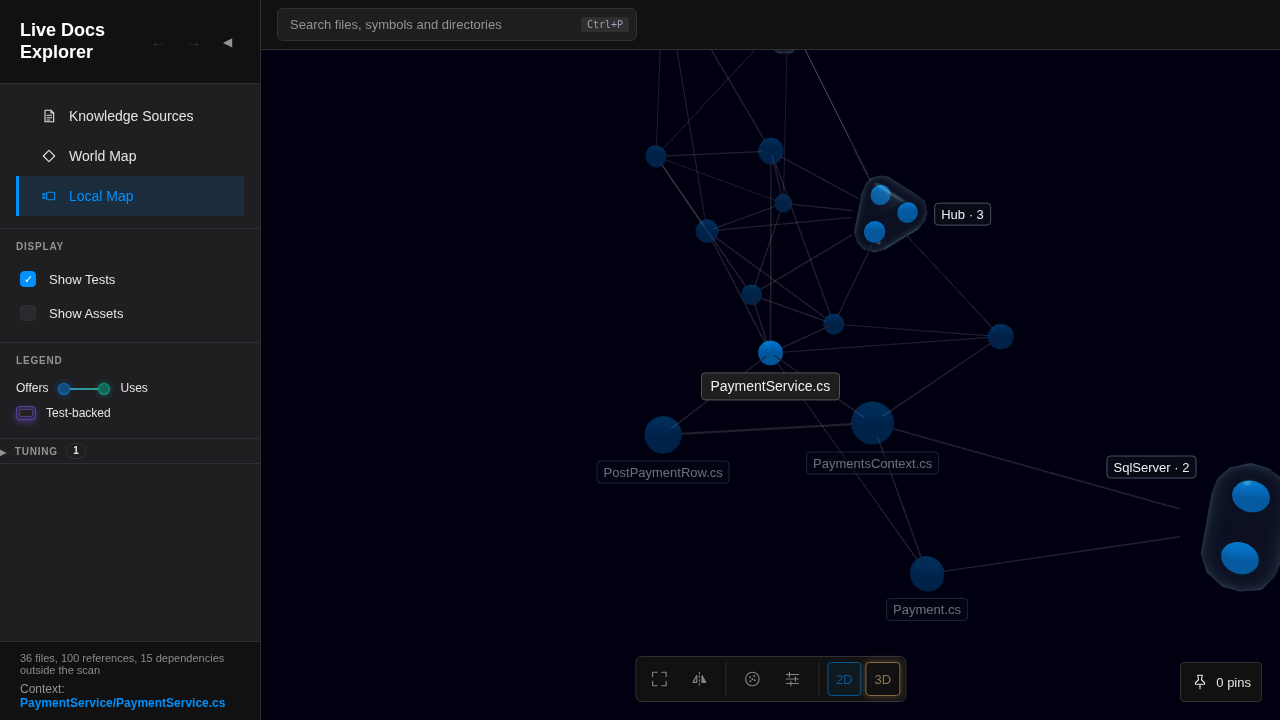 Live Docs
Explorer
← → ◀
Search files, symbols and directories
Ctrl+P
Knowledge Sources
World Map
Local Map
DISPLAY
Show Tests
Show Assets
LEGEND
Offers
Uses
Test-backed
TUNING 1
36 files, 100 references, 15 dependencies
outside the scan
Context:
PaymentService/PaymentService.cs
Hub · 3
PaymentService.cs
PostPaymentRow.cs
PaymentsContext.cs
SqlServer · 2
Payment.cs
2D
3D
0 pins